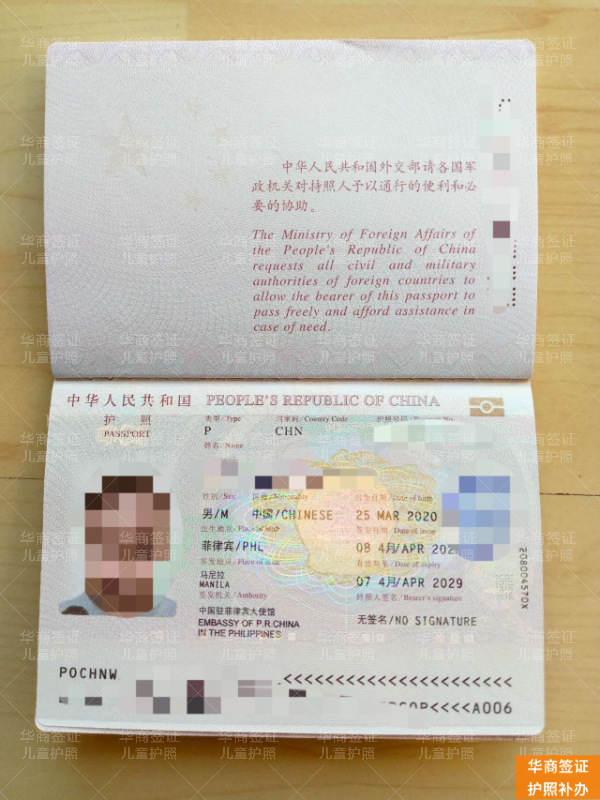 中华人民共和国外交部请各国军
政机关对持照人予以通行的便利和必
要的协助。
The Ministry of Foreign Affairs of
the People's Republic of China
requests all civil and military
authorities of foreign countries to
allow the bearer of this passport to
pass freely and afford assistance in
case of need.
中华人民共和国 PEOPLE'S REPUBLIC OF CHINA
护 照
PASSPORT
类型/Type 国家码/Country Code 护照号码/Passport No
P CHN
姓名/Name
性别/Sex 国籍/Nationality 出生日期/Date of birth
男/M 中国/CHINESE 25 MAR 2020
出生地点/Place of birth 签发日期/Date of issue
菲律宾/PHL 08 4月/APR 202
签发地点/Place of issue 有效期至/Date of expiry
马尼拉 07 4月/APR 2029
MANILA
签发机关/Authority 持照人签名/Bearer's signature
中国驻菲律宾大使馆 无签名/NO SIGNATURE
EMBASSY OF P.R.CHINA
IN THE PHILIPPINES
POCHNW <<<<<<<<<<<<<<<<<<<<<<
<<<<A006
华商签证
儿童护照
华商签证
护照补办